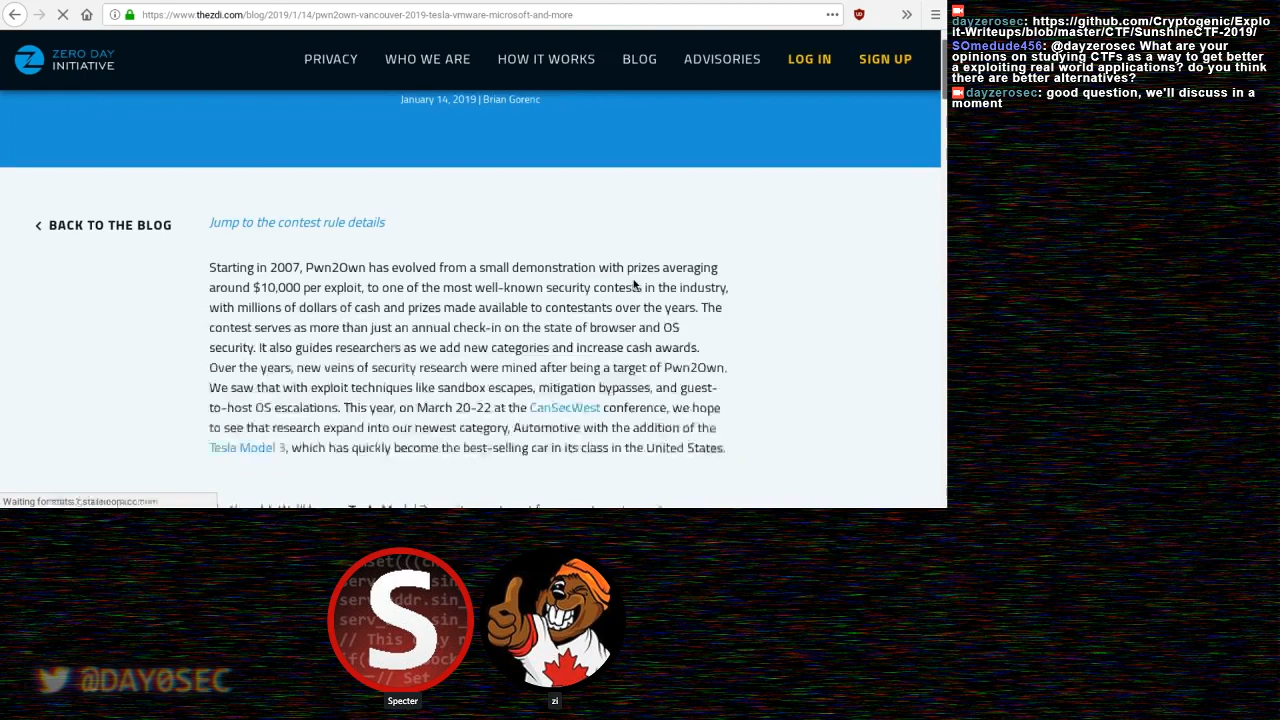 https://www.thezdi.com/blog/2019/1/14/pwn2own-vancouver-2019-tesla-vmware-microsoft-and-more
ZERO DAY
INITIATIVE
PRIVACY WHO WE ARE HOW IT WORKS BLOG ADVISORIES LOG IN SIGN UP
January 14, 2019 | Brian Gorenc
BACK TO THE BLOG
Jump to the contest rule details
Starting in 2007, Pwn2Own has evolved from a small demonstration with prizes averaging
around $10,000 per exploit, to one of the most well-known security contests in the industry,
with millions of dollars of cash and prizes made available to contestants over the years. The
contest serves as more than just an annual check-in on the state of browser and OS
security. It also guides researchers as we add new categories and increase cash awards.
Over the years, new veins of security research were mined after being a target of Pwn2Own.
We saw that with exploit techniques like sandbox escapes, mitigation bypasses, and guest-
to-host OS escalations. This year, on March 20-22 at the CanSecWest conference, we hope
to see that research expand into our newest category, Automotive with the addition of the
Tesla Model 3, which has quickly become the best-selling car in its class in the United States.
Waiting for
dayzerosec: https://github.com/Cryptogenic/Explo
it-Writeups/blob/master/CTF/SunshineCTF-2019/
SOmedude456: @dayzerosec What are your
opinions on studying CTFs as a way to get better
a exploiting real world applications? do you think
there are better alternatives?
dayzerosec: good question, we'll discuss in a
moment
S
Specter
zi
@DAY0SEC